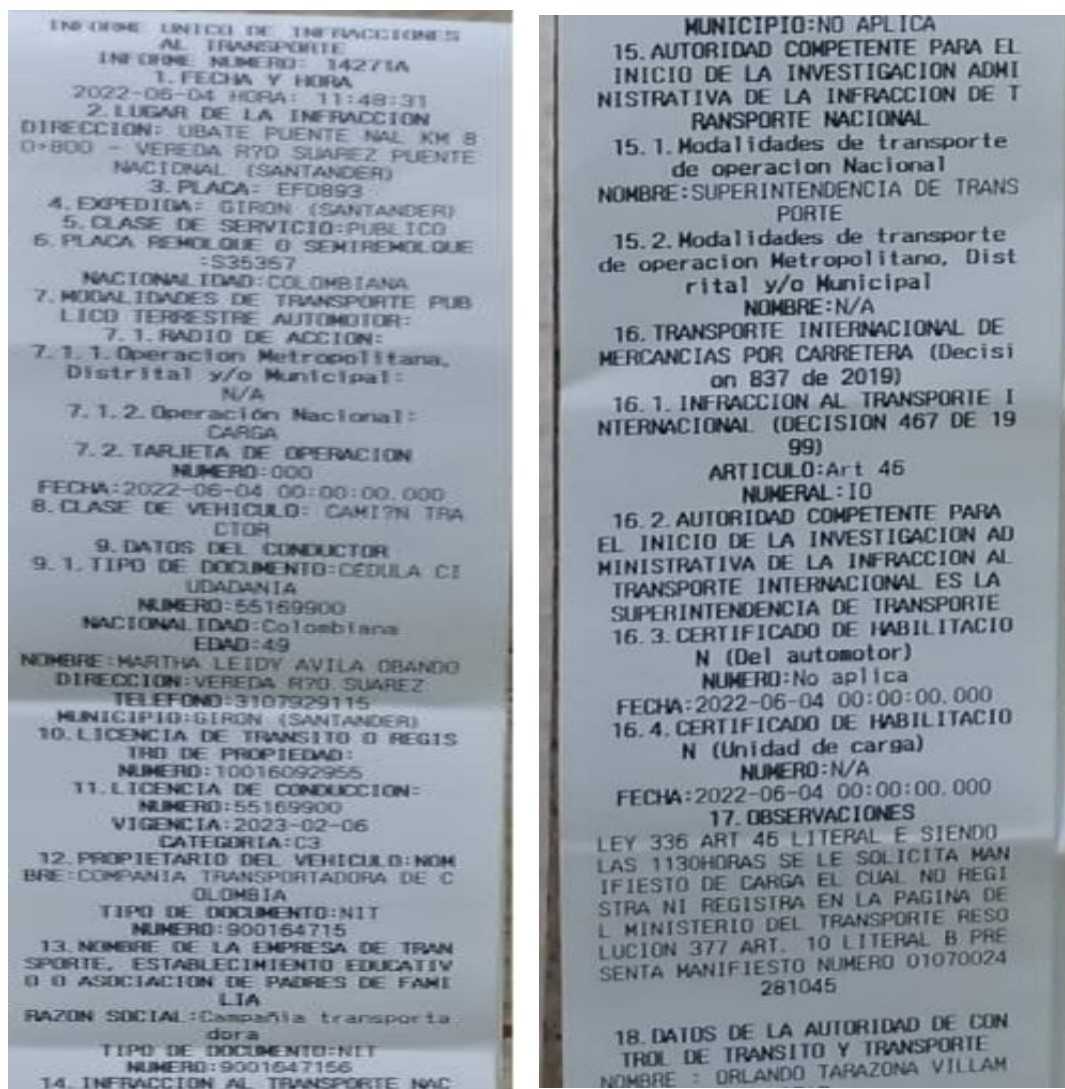 INFORME UNICO DE INFRACCIONES
AL TRANSPORTE
INFORME NUMERO: 14271A
1. FECHA Y HORA
2022-06-04 HORA: 11:48:31
2. LUGAR DE LA INFRACCION
DIRECCION: UBATE PUENTE NAL KM 8
0+800 - VEREDA R?O SUAREZ PUENTE
NACIONAL (SANTANDER)
3. PLACA: EFD893
4. EXPEDIDA: GIRON (SANTANDER)
5. CLASE DE SERVICIO:PUBLICO
6. PLACA REMOLQUE O SEMIREMOLQUE
:S35367
NACIONALIDAD:COLOMBIANA
7. MODALIDADES DE TRANSPORTE PUB
LICO TERRESTRE AUTOMOTOR:
7.1. RADIO DE ACCION:
7.1.1. Operacion Metropolitana,
Distrital y/o Municipal:
N/A
7.1.2. Operación Nacional:
CARGA
7.2. TARJETA DE OPERACION
NUMERO:000
FECHA:2022-06-04 00:00:00.000
8. CLASE DE VEHICULO: CAMI?N TRA
CTOR
9. DATOS DEL CONDUCTOR
9.1. TIPO DE DOCUMENTO:CEDULA CI
UDADANIA
NUMERO:55169900
NACIONALIDAD:Colombiana
EDAD:49
NOMBRE:MARTHA LEIDY AVILA OBANDO
DIRECCION:VEREDA R?O SUAREZ
TELEFONO:3107929115
MUNICIPIO:GIRON (SANTANDER)
10. LICENCIA DE TRANSITO O REGIS
TRO DE PROPIEDAD:
NUMERO:10016092955
11. LICENCIA DE CONDUCCION:
NUMERO:55169900
VIGENCIA:2023-02-06
CATEGORIA:C3
12. PROPIETARIO DEL VEHICULO:NOM
BRE:COMPANIA TRANSPORTADORA DE C
OLOMBIA
TIPO DE DOCUMENTO:NIT
NUMERO:900164715
13. NOMBRE DE LA EMPRESA DE TRAN
SPORTE, ESTABLECIMIENTO EDUCATIV
O O ASOCIACION DE PADRES DE FAMI
LIA
RAZON SOCIAL:Campañia transporta
dora
TIPO DE DOCUMENTO:NIT
NUMERO:9001647156
14. INFRACCION AL TRANSPORTE NAC
MUNICIPIO:NO APLICA
15. AUTORIDAD COMPETENTE PARA EL
INICIO DE LA INVESTIGACION ADMI
NISTRATIVA DE LA INFRACCION DE T
RANSPORTE NACIONAL
15.1. Modalidades de transporte
de operacion Nacional
NOMBRE:SUPERINTENDENCIA DE TRANS
PORTE
15.2. Modalidades de transporte
de operacion Metropolitano, Dist
rital y/o Municipal
NOMBRE:N/A
16. TRANSPORTE INTERNACIONAL DE
MERCANCIAS POR CARRETERA (Decisi
on 837 de 2019)
16.1. INFRACCION AL TRANSPORTE I
NTERNACIONAL (DECISION 467 DE 19
99)
ARTICULO:Art 46
NUMERAL:IO
16.2. AUTORIDAD COMPETENTE PARA
EL INICIO DE LA INVESTIGACION AD
MINISTRATIVA DE LA INFRACCION AL
TRANSPORTE INTERNACIONAL ES LA
SUPERINTENDENCIA DE TRANSPORTE
16.3. CERTIFICADO DE HABILITACIO
N (Del automotor)
NUMERO:No aplica
FECHA:2022-06-04 00:00:00.000
16.4. CERTIFICADO DE HABILITACIO
N (Unidad de carga)
NUMERO:N/A
FECHA:2022-06-04 00:00:00.000
17. OBSERVACIONES
LEY 336 ART 46 LITERAL E SIENDO
LAS 1130HORAS SE LE SOLICITA MAN
IFIESTO DE CARGA EL CUAL NO REGI
STRA NI REGISTRA EN LA PAGINA DE
L MINISTERIO DEL TRANSPORTE RESO
LUCION 377 ART. 10 LITERAL B PRE
SENTA MANIFIESTO NUMERO 01070024
281045
18. DATOS DE LA AUTORIDAD DE CON
TROL DE TRANSITO Y TRANSPORTE
NOMBRE : ORLANDO TARAZONA VILLAM